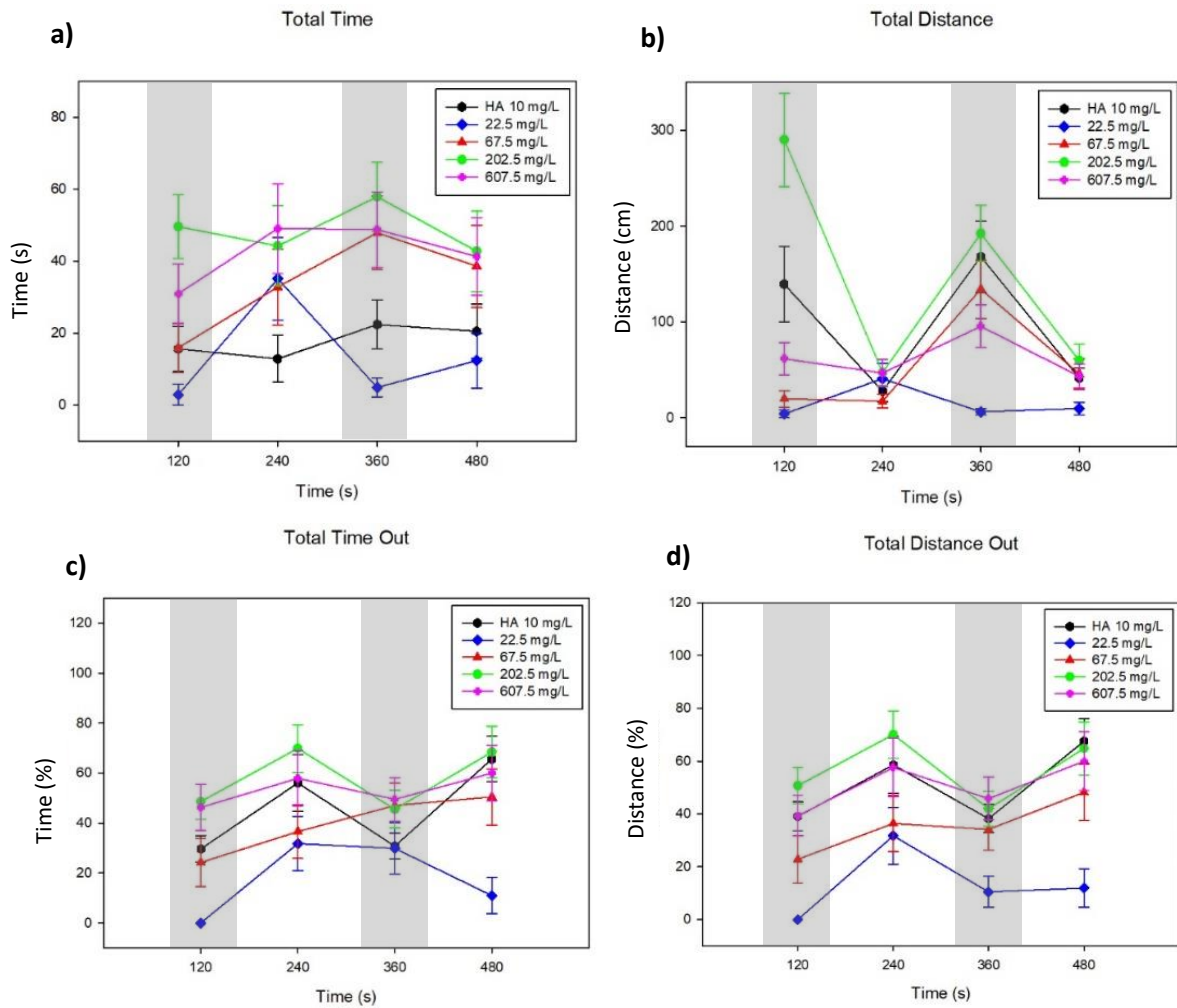 a)
Total Time
Time (s)
80
60
40
20
0
HA 10 mg/L
22.5 mg/L
67.5 mg/L
202.5 mg/L
607.5 mg/L
120 240 360 480
Time (s)
b)
Total Distance
Distance (cm)
300
200
100
0
HA 10 mg/L
22.5 mg/L
67.5 mg/L
202.5 mg/L
607.5 mg/L
120 240 360 480
Time (s)
c)
Total Time Out
Time (%)
120
100
80
60
40
20
0
HA 10 mg/L
22.5 mg/L
67.5 mg/L
202.5 mg/L
607.5 mg/L
120 240 360 480
Time (s)
d)
Total Distance Out
Distance (%)
120
100
80
60
40
20
0
HA 10 mg/L
22.5 mg/L
67.5 mg/L
202.5 mg/L
607.5 mg/L
120 240 360 480
Time (s)